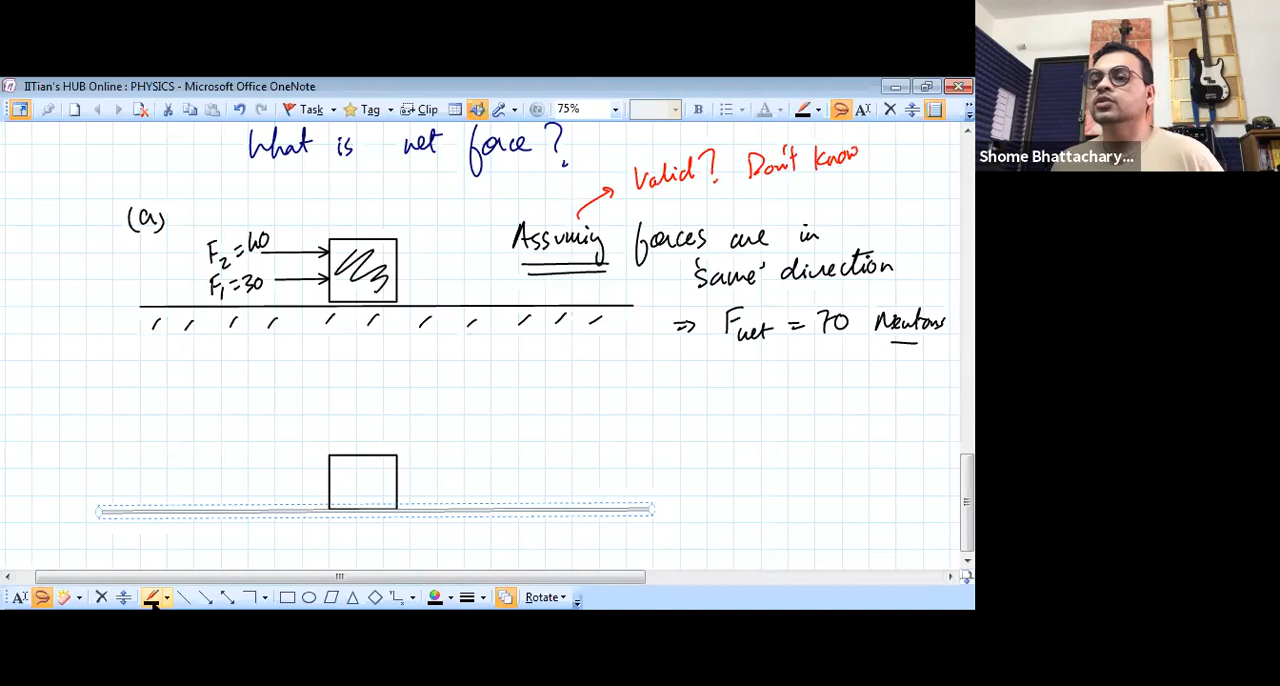 IITian's HUB Online : PHYSICS - Microsoft Office OneNote
Task Tag Clip 75% B A A
What is net force ?
Valid? Don't know
(a)
F2 = 40
F1 = 30
Assuming forces are in
'same' direction
⇒ Fnet = 70 Newtons
Shome Bhattachary...
A Rotate